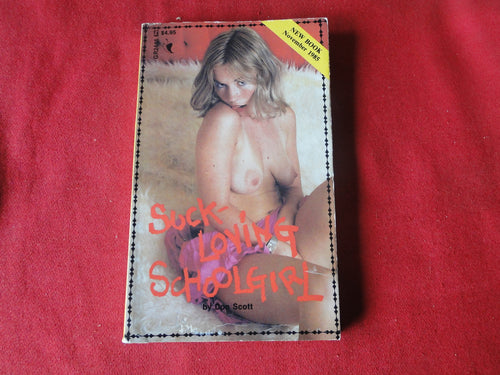 $4.95
NEW BOOK
November 1985
SUCK-
LOVING
SCHOOLGIRL
by Don Scott